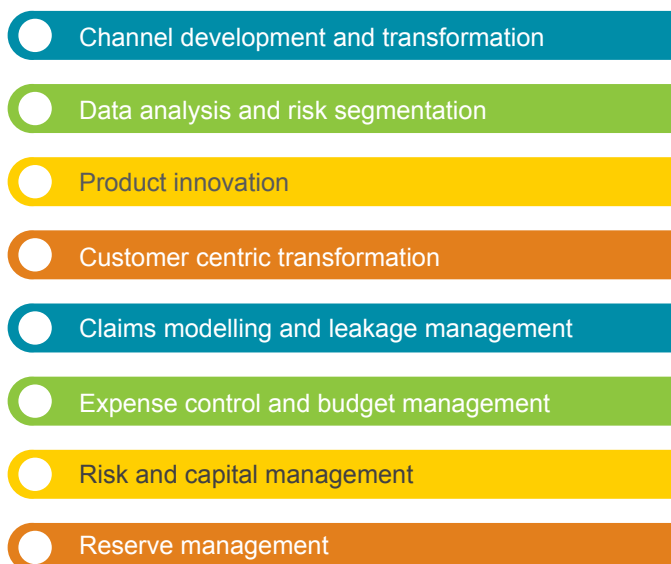 Channel development and transformation
Data analysis and risk segmentation
Product innovation
Customer centric transformation
Claims modelling and leakage management
Expense control and budget management
Risk and capital management
Reserve management